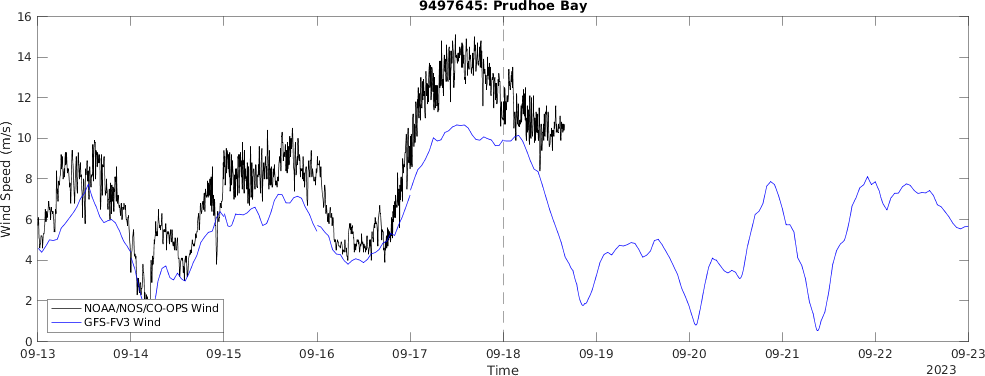 9497645: Prudhoe Bay
16
14
12
10
8
6
4
2
0
Wind Speed (m/s)
NOAA/NOS/CO-OPS Wind
GFS-FV3 Wind
09-13 09-14 09-15 09-16 09-17 09-18 09-19 09-20 09-21 09-22 09-23
Time
2023